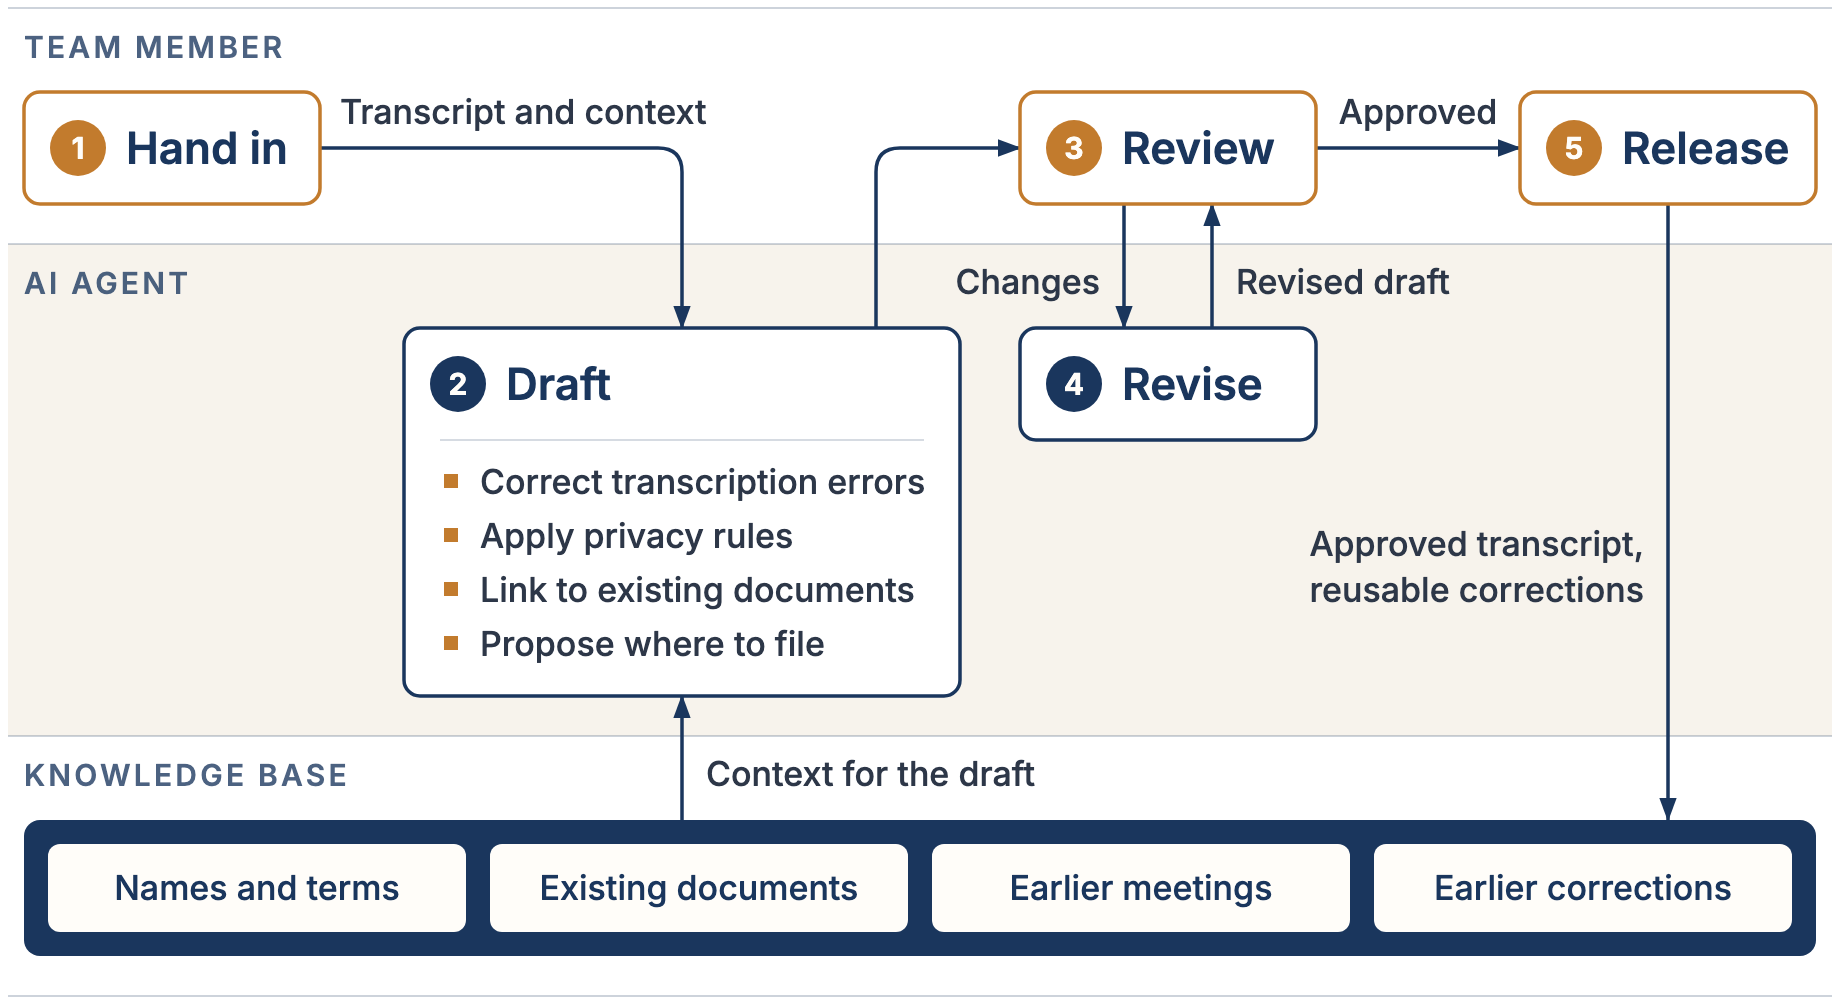 TEAM MEMBER
1 Hand in
Transcript and context
3 Review
Approved
5 Release
AI AGENT
Changes
Revised draft
2 Draft
Correct transcription errors
Apply privacy rules
Link to existing documents
Propose where to file
4 Revise
Approved transcript,
reusable corrections
KNOWLEDGE BASE
Context for the draft
Names and terms
Existing documents
Earlier meetings
Earlier corrections